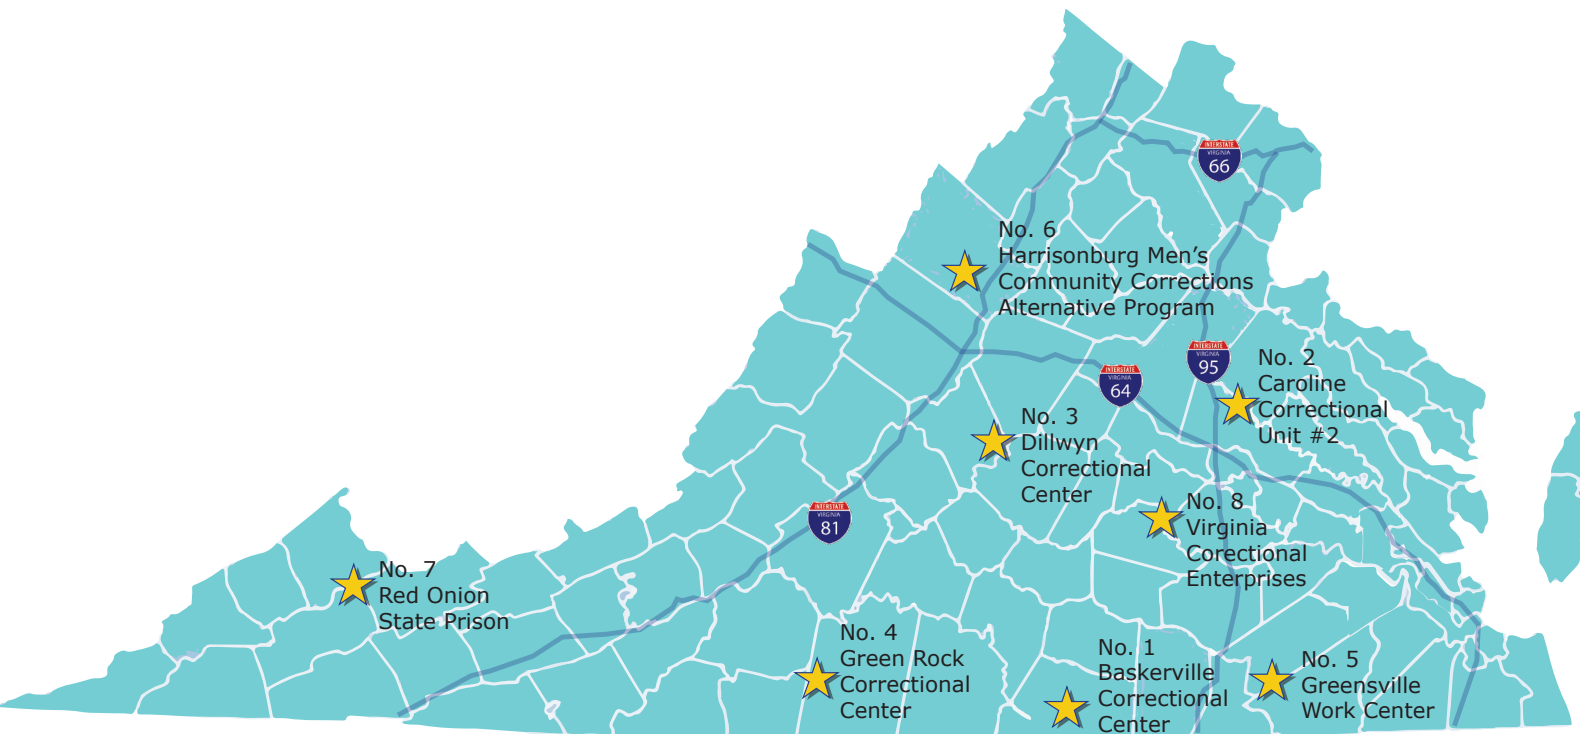 INTERSTATE
VIRGINIA
66
No. 6
Harrisonburg Men’s
Community Corrections
Alternative Program
INTERSTATE
VIRGINIA
95
No. 2
Caroline
Correctional
Unit #2
INTERSTATE
VIRGINIA
64
No. 3
Dillwyn
Correctional
Center
No. 8
Virginia
Corectional
Enterprises
INTERSTATE
VIRGINIA
81
No. 7
Red Onion
State Prison
No. 4
Green Rock
Correctional
Center
No. 1
Baskerville
Correctional
Center
No. 5
Greensville
Work Center